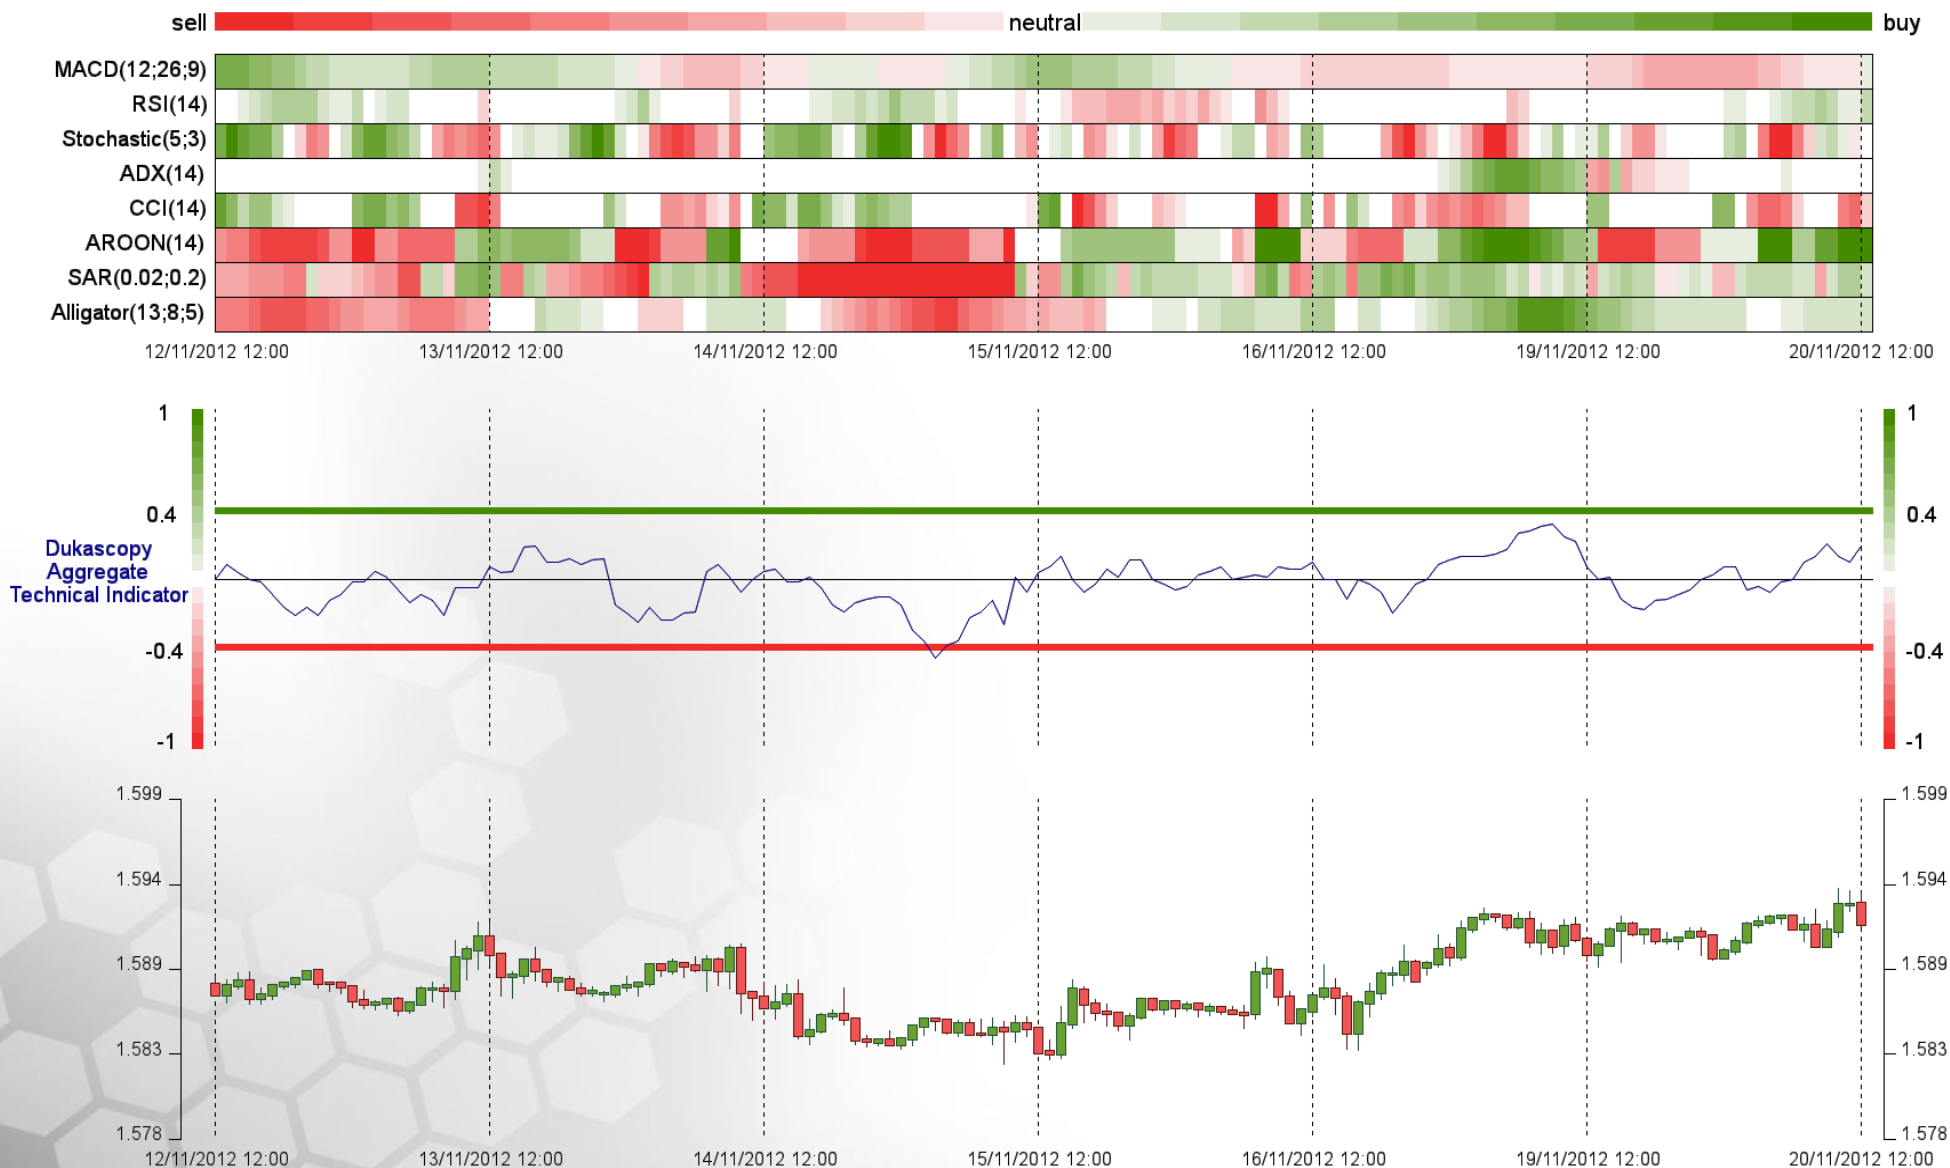 sell neutral buy
MACD(12;26;9)
RSI(14)
Stochastic(5;3)
ADX(14)
CCI(14)
AROON(14)
SAR(0.02;0.2)
Alligator(13;8;5)
12/11/2012 12:00 13/11/2012 12:00 14/11/2012 12:00 15/11/2012 12:00 16/11/2012 12:00 19/11/2012 12:00 20/11/2012 12:00
1 1
0.4 0.4
Dukascopy
Aggregate
Technical Indicator
-0.4 -0.4
-1 -1
1.599 1.599
1.594 1.594
1.589 1.589
1.583 1.583
1.578 1.578
12/11/2012 12:00 13/11/2012 12:00 14/11/2012 12:00 15/11/2012 12:00 16/11/2012 12:00 19/11/2012 12:00 20/11/2012 12:00